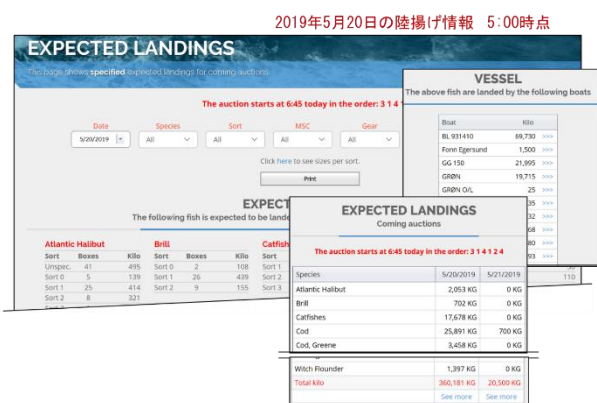 2019年5月20日の陸揚げ情報 5:00時点
EXPECTED LANDINGS
This page shows specified expected landings for coming auctions.
The auction starts at 6:45 today in the order: 3 1 4 1
Date Species Sort MSC Gear
5/20/2019 All All All All
Click here to see sizes per sort.
Print
EXPECT
The following fish is expected to be lande
Atlantic Halibut Brill Catfish
Sort Boxes Kilo Sort Boxes Kilo Sort
Unspec. 41 495 Sort 0 2 108 Sort 1
Sort 0 5 139 Sort 1 26 439 Sort 2 110
Sort 1 25 414 Sort 2 9 155 Sort 3
Sort 2 8 321
VESSEL
The above fish are landed by the following boats
Boat Kilo
BL 931410 69,730 >>>
Fonn Egersund 1,500 >>>
GG 150 21,995 >>>
GRØN 19,715 >>>
GRØN O/L 25 >>>
35 >>>
32 >>>
68 >>>
80 >>>
93 >>>
EXPECTED LANDINGS
Coming auctions
The auction starts at 6:45 today in the order: 3 1 4 1 2 4
Species 5/20/2019 5/21/2019
Atlantic Halibut 2,053 KG 0 KG
Brill 702 KG 0 KG
Catfishes 17,678 KG 0 KG
Cod 25,891 KG 700 KG
Cod, Greene 3,458 KG 0 KG
Witch Flounder 1,397 KG 0 KG
Total kilo 360,181 KG 20,500 KG
See more See more